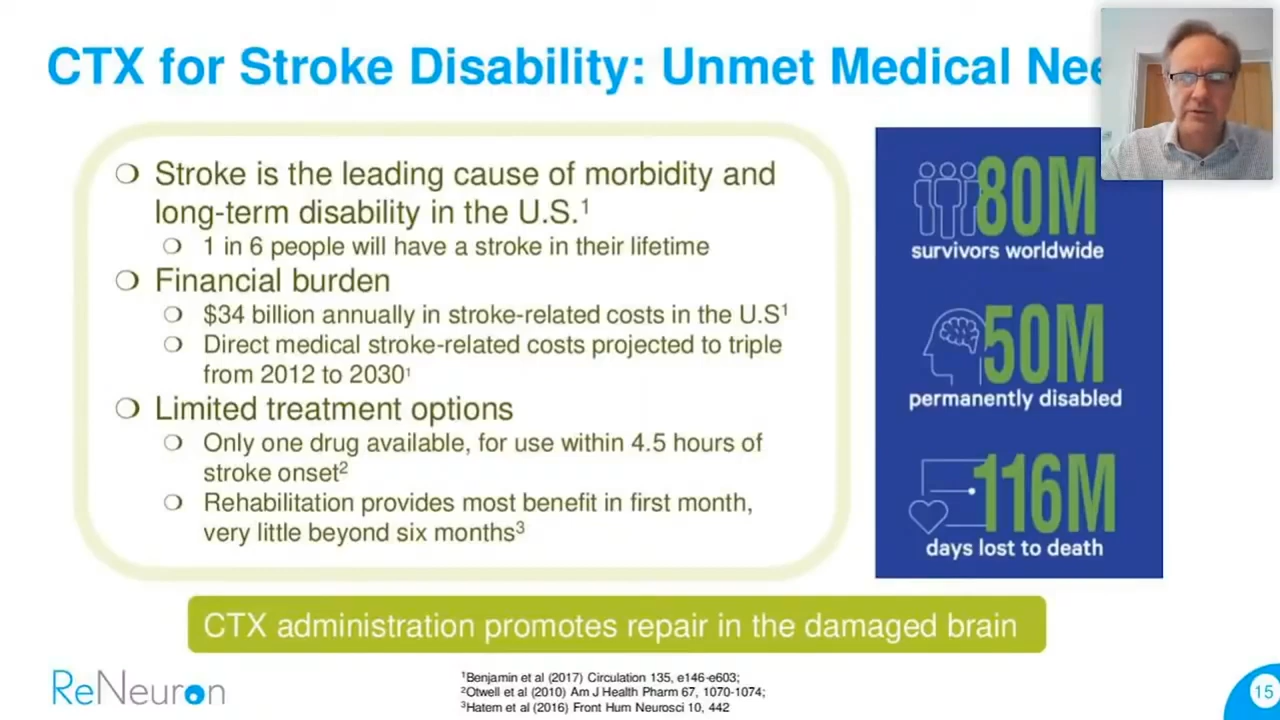 CTX for Stroke Disability: Unmet Medical Nee
❍ Stroke is the leading cause of morbidity and
long-term disability in the U.S.¹
❍ 1 in 6 people will have a stroke in their lifetime
❍ Financial burden
❍ $34 billion annually in stroke-related costs in the U.S¹
❍ Direct medical stroke-related costs projected to triple
from 2012 to 2030¹
❍ Limited treatment options
❍ Only one drug available, for use within 4.5 hours of
stroke onset²
❍ Rehabilitation provides most benefit in first month,
very little beyond six months³
80M
survivors worldwide
50M
permanently disabled
116M
days lost to death
CTX administration promotes repair in the damaged brain
ReNeuron
¹Benjamin et al (2017) Circulation 135, e146-e603;
²Otwell et al (2010) Am J Health Pharm 67, 1070-1074;
³Hatem et al (2016) Front Hum Neurosci 10, 442
15